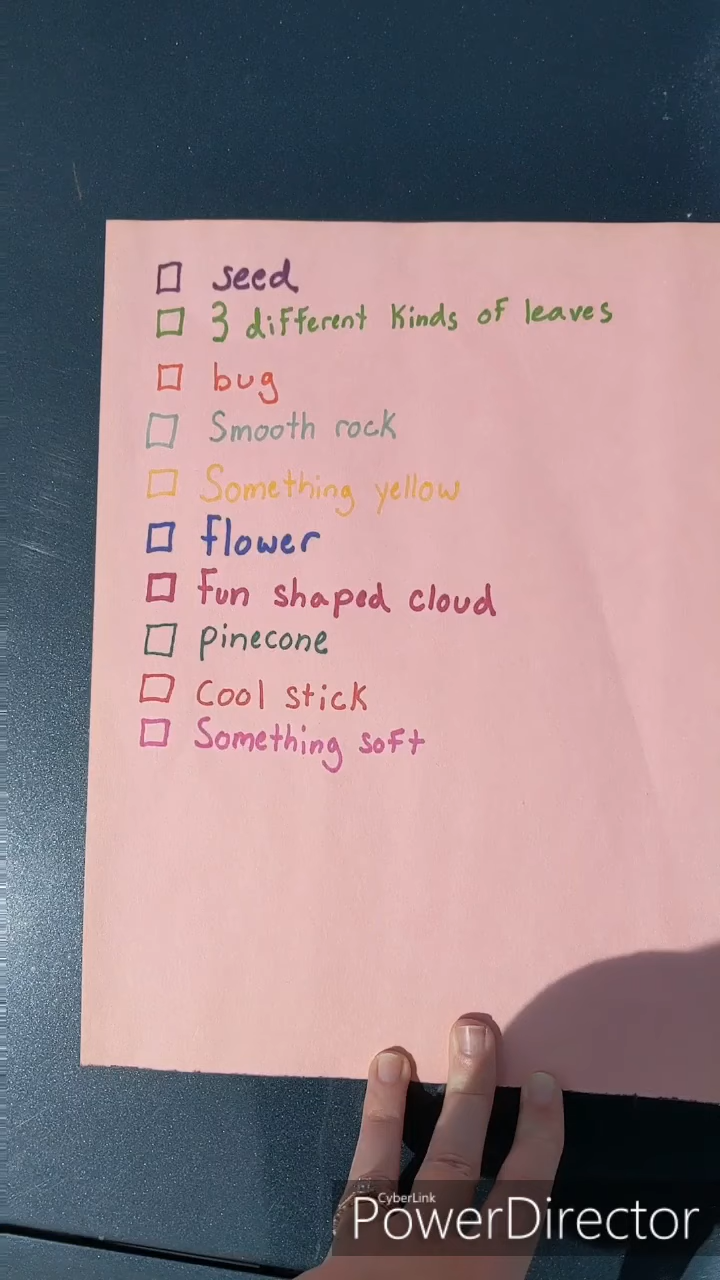 seed
3 different kinds of leaves
bug
Smooth rock
Something yellow
flower
Fun shaped cloud
pinecone
Cool stick
Something soft
CyberLink
PowerDirector